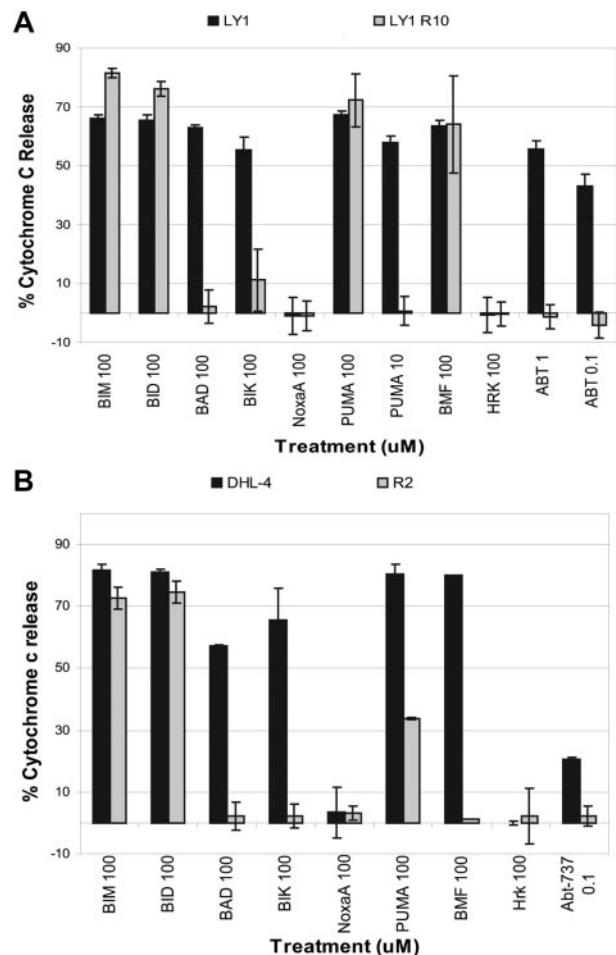 A
LY1 LY1 R10
% Cytochrome C Release
90
70
50
30
10
-10
BIM 100
BID 100
BAD 100
BIK 100
NoxaA 100
PUMA 100
PUMA 10
BMF 100
HRK 100
ABT 1
ABT 0.1
Treatment (uM)
B
DHL-4 R2
% Cytochrome c release
90
70
50
30
10
-10
BIM 100
BID 100
BAD 100
BIK 100
NoxaA 100
PUMA 100
BMF 100
Hrk 100
Abt-737
0.1
Treatment (uM)